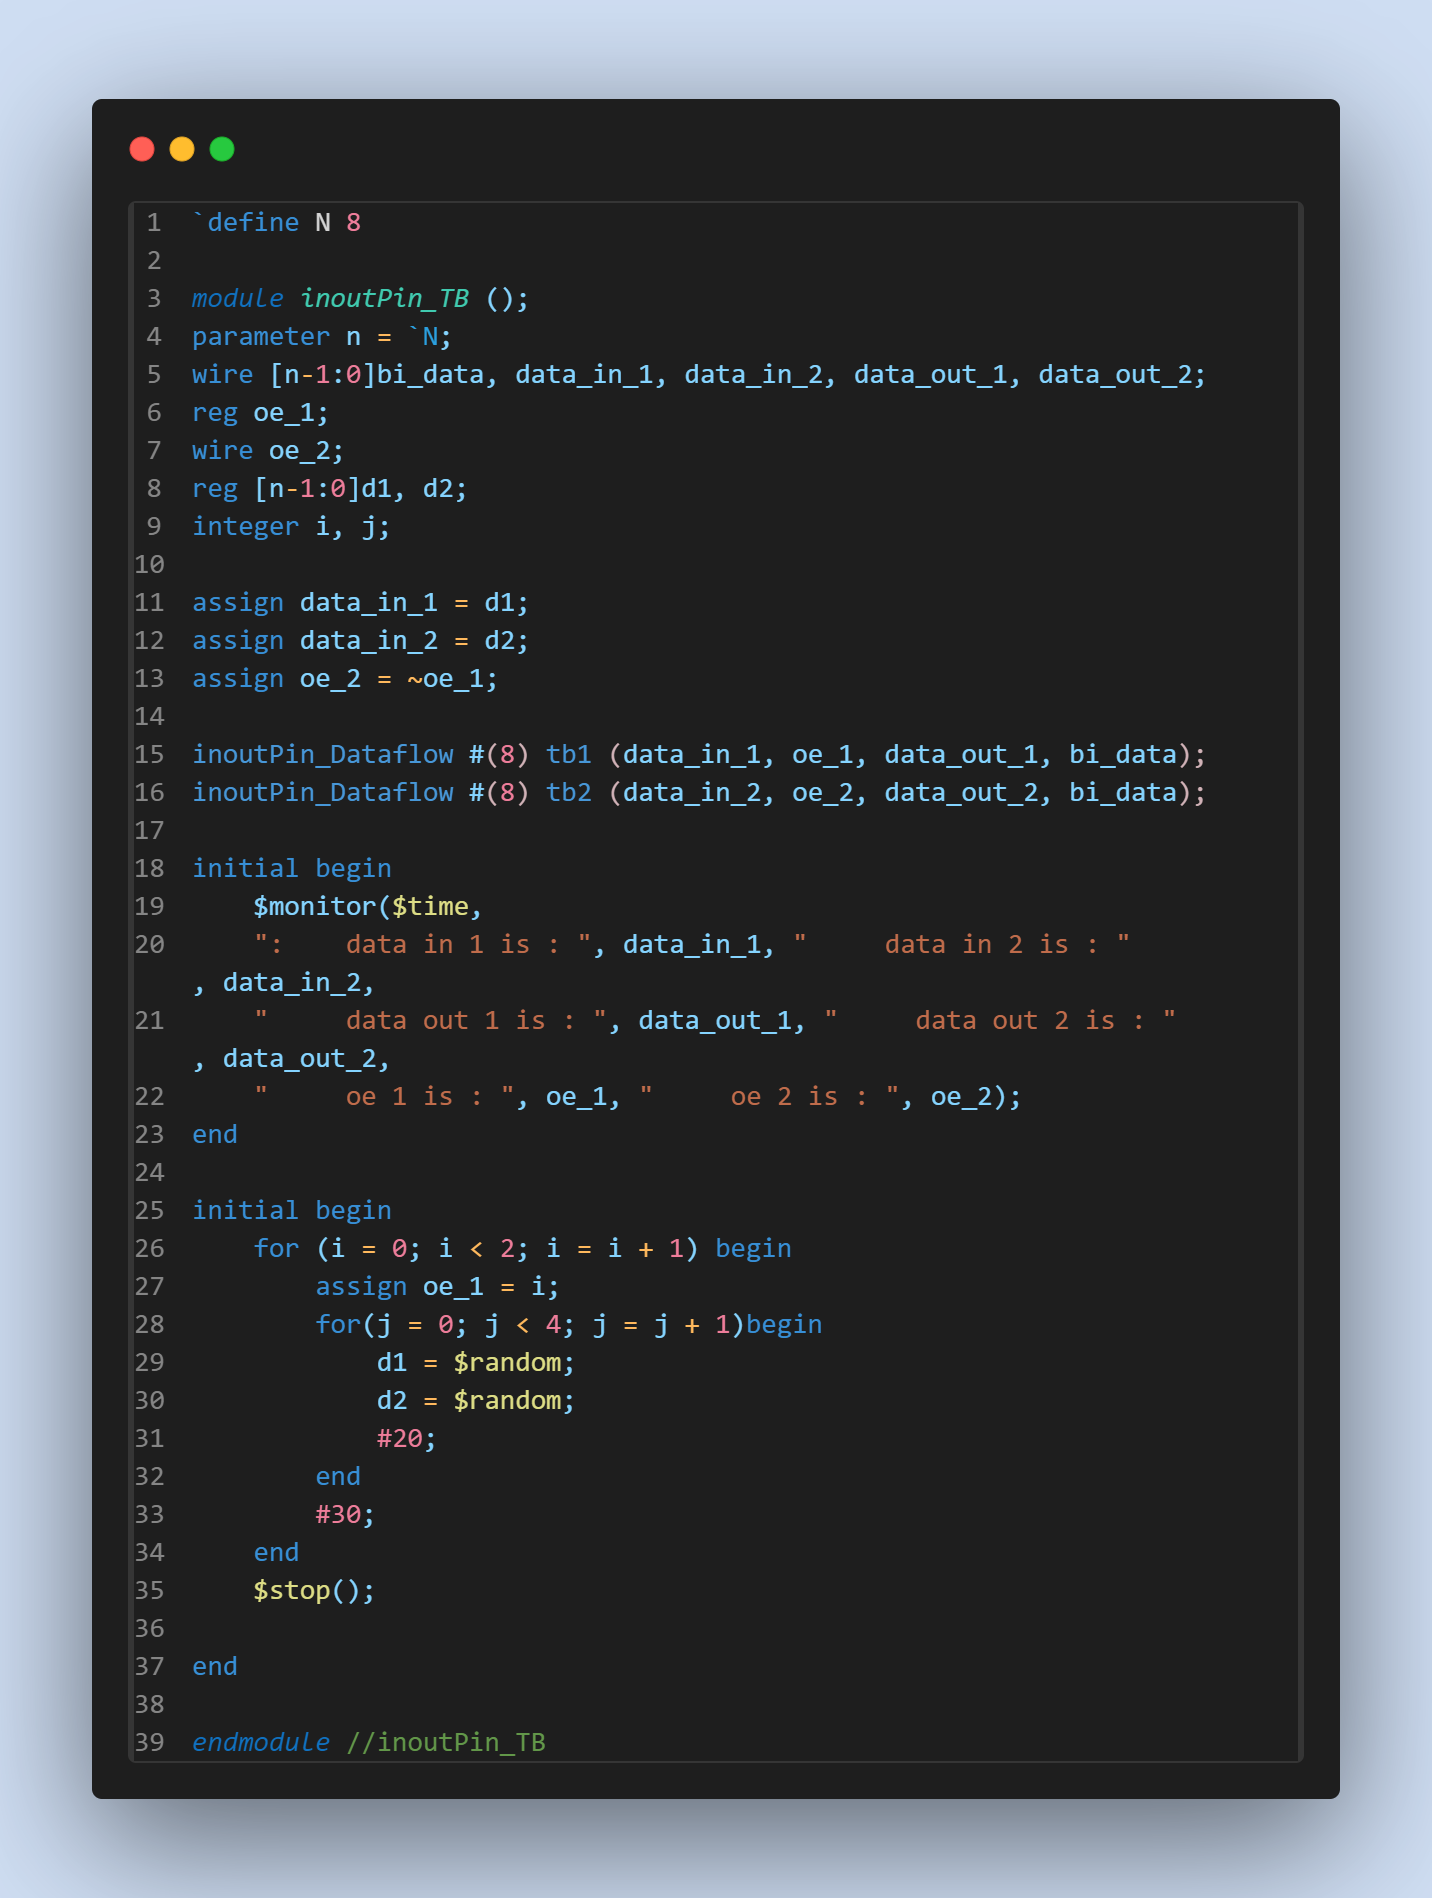 1 `define N 8
2
3 module inoutPin_TB ();
4 parameter n = `N;
5 wire [n-1:0]bi_data, data_in_1, data_in_2, data_out_1, data_out_2;
6 reg oe_1;
7 wire oe_2;
8 reg [n-1:0]d1, d2;
9 integer i, j;
10
11 assign data_in_1 = d1;
12 assign data_in_2 = d2;
13 assign oe_2 = ~oe_1;
14
15 inoutPin_Dataflow #(8) tb1 (data_in_1, oe_1, data_out_1, bi_data);
16 inoutPin_Dataflow #(8) tb2 (data_in_2, oe_2, data_out_2, bi_data);
17
18 initial begin
19     $monitor($time,
20     ":    data in 1 is : ", data_in_1, "     data in 2 is : "
, data_in_2,
21     "     data out 1 is : ", data_out_1, "     data out 2 is : "
, data_out_2,
22     "     oe 1 is : ", oe_1, "     oe 2 is : ", oe_2);
23 end
24
25 initial begin
26     for (i = 0; i < 2; i = i + 1) begin
27         assign oe_1 = i;
28         for(j = 0; j < 4; j = j + 1)begin
29             d1 = $random;
30             d2 = $random;
31             #20;
32         end
33         #30;
34     end
35     $stop();
36
37 end
38
39 endmodule //inoutPin_TB